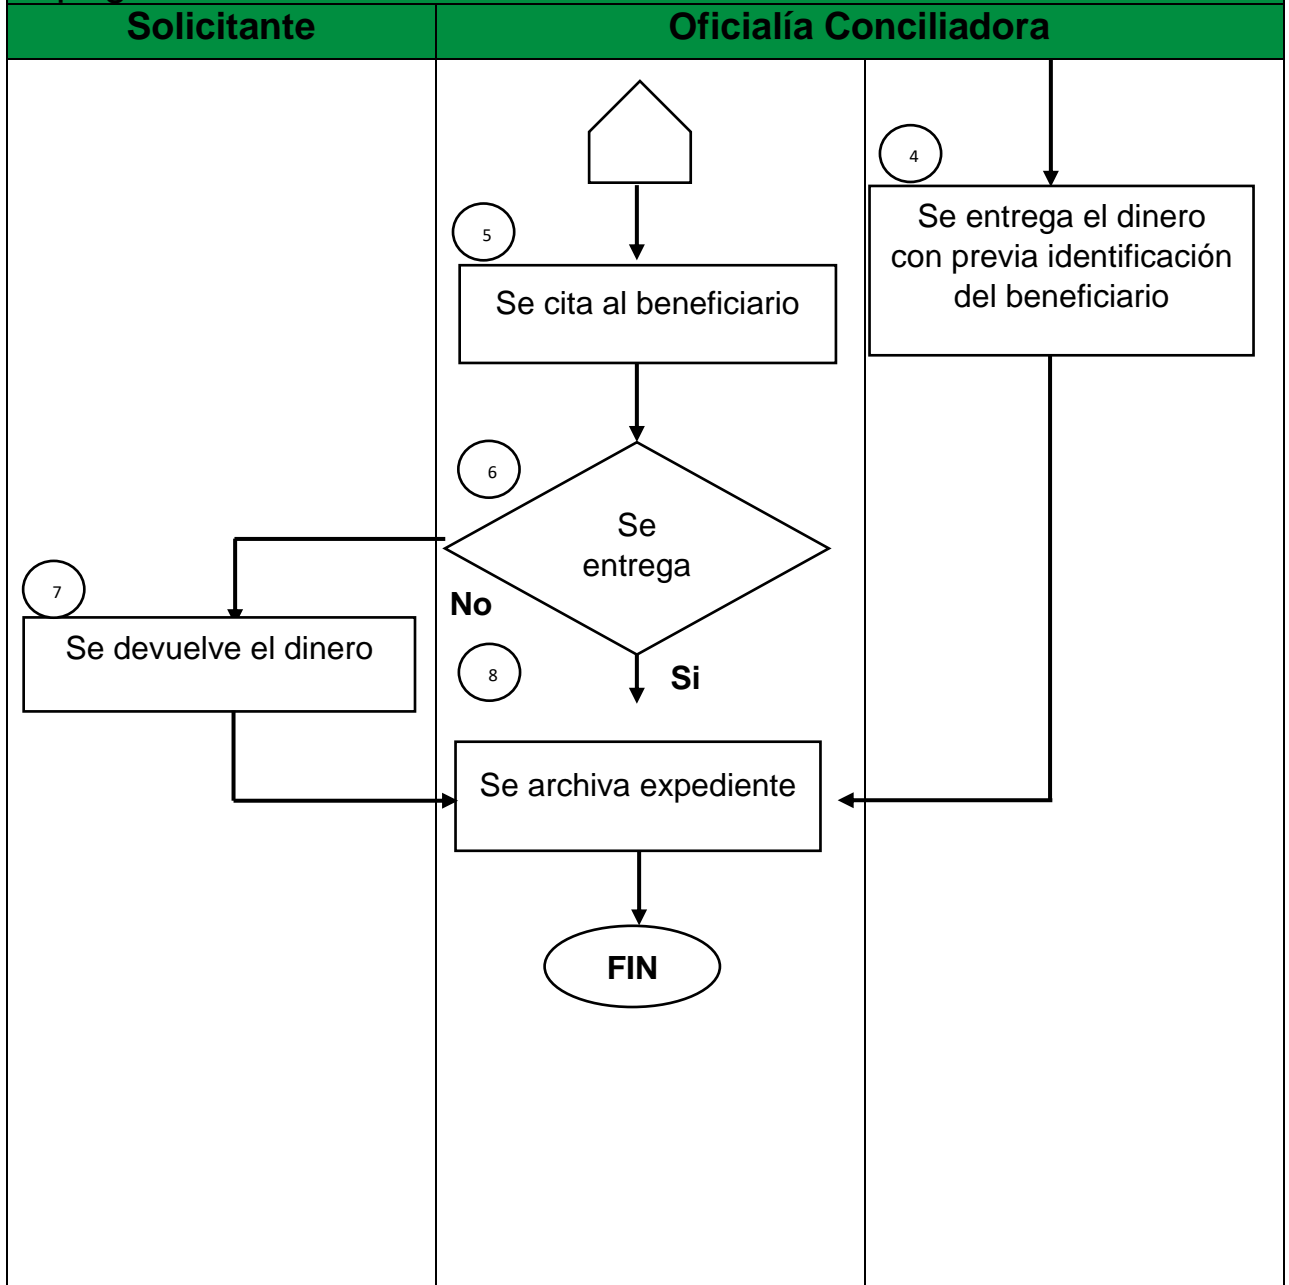 Solicitante
Oficialía Conciliadora
4
Se entrega el dinero
con previa identificación
del beneficiario
5
Se cita al beneficiario
6
Se
entrega
No
7
Se devuelve el dinero
8
Si
Se archiva expediente
FIN